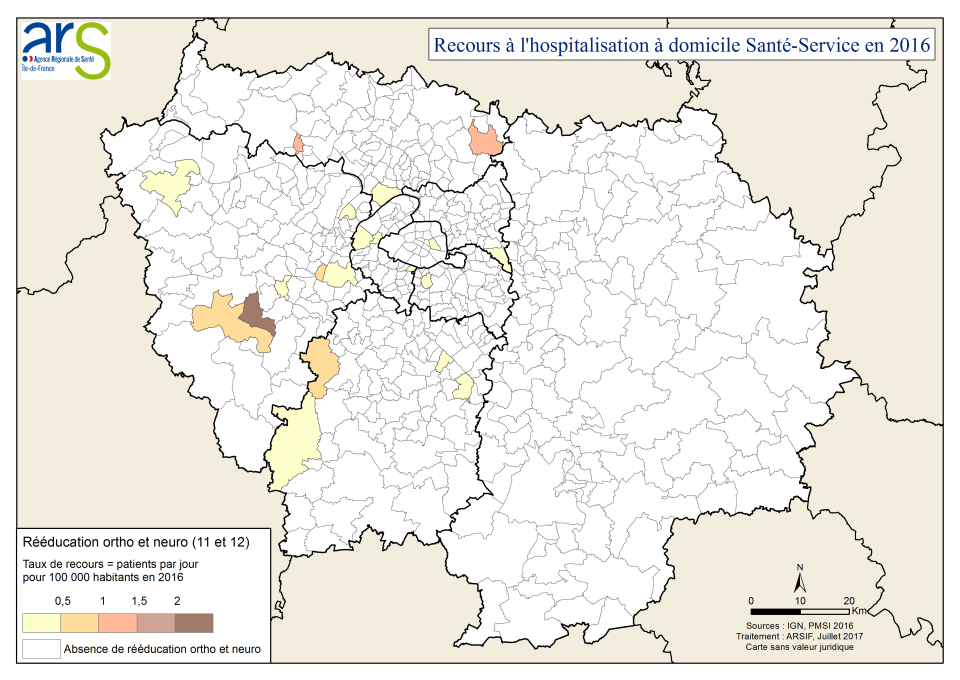 ars
Agence Régionale de Santé
Île-de-France
Recours à l'hospitalisation à domicile Santé-Service en 2016
Rééducation ortho et neuro (11 et 12)
Taux de recours = patients par jour
pour 100 000 habitants en 2016
0,5 1 1,5 2
Absence de rééducation ortho et neuro
N
0 10 20
Km
Sources : IGN, PMSI 2016
Traitement : ARSIF, Juillet 2017
Carte sans valeur juridique